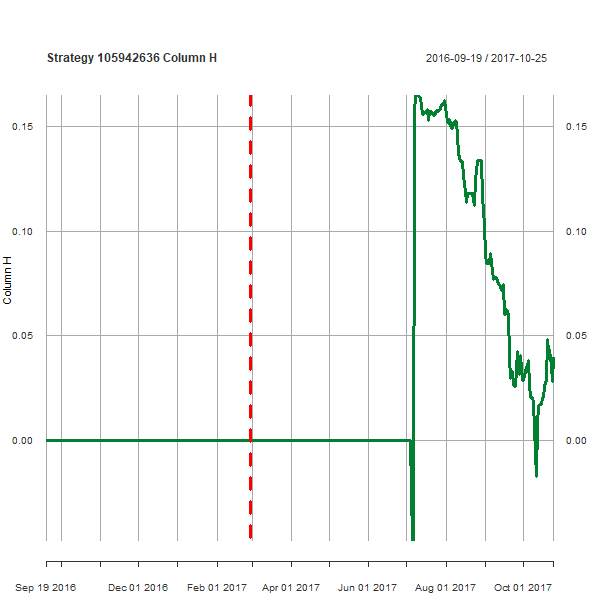 Strategy 105942636 Column H
2016-09-19 / 2017-10-25
0.15
0.15
0.10
0.10
Column H
0.05
0.05
0.00
0.00
Sep 19 2016
Dec 01 2016
Feb 01 2017
Apr 01 2017
Jun 01 2017
Aug 01 2017
Oct 01 2017